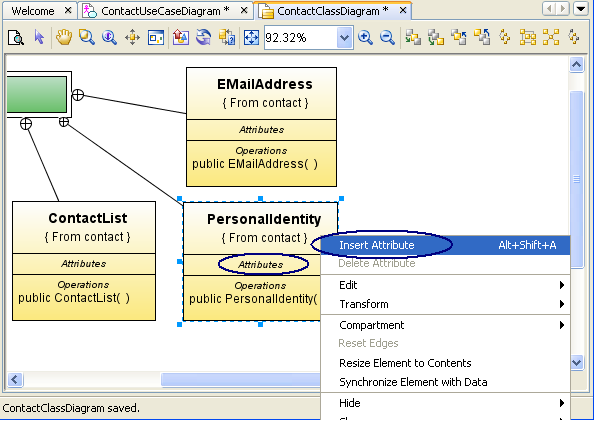 Welcome
ContactUseCaseDiagram *
ContactClassDiagram *
92.32%
EMailAddress
{ From contact }
Attributes
Operations
public EMailAddress( )
ContactList
{ From contact }
Attributes
Operations
public ContactList( )
PersonalIdentity
{ From contact }
Attributes
Operations
public PersonalIdentity(
Insert Attribute Alt+Shift+A
Delete Attribute
Edit
Transform
Compartment
Reset Edges
Resize Element to Contents
Synchronize Element with Data
Hide
ContactClassDiagram saved.